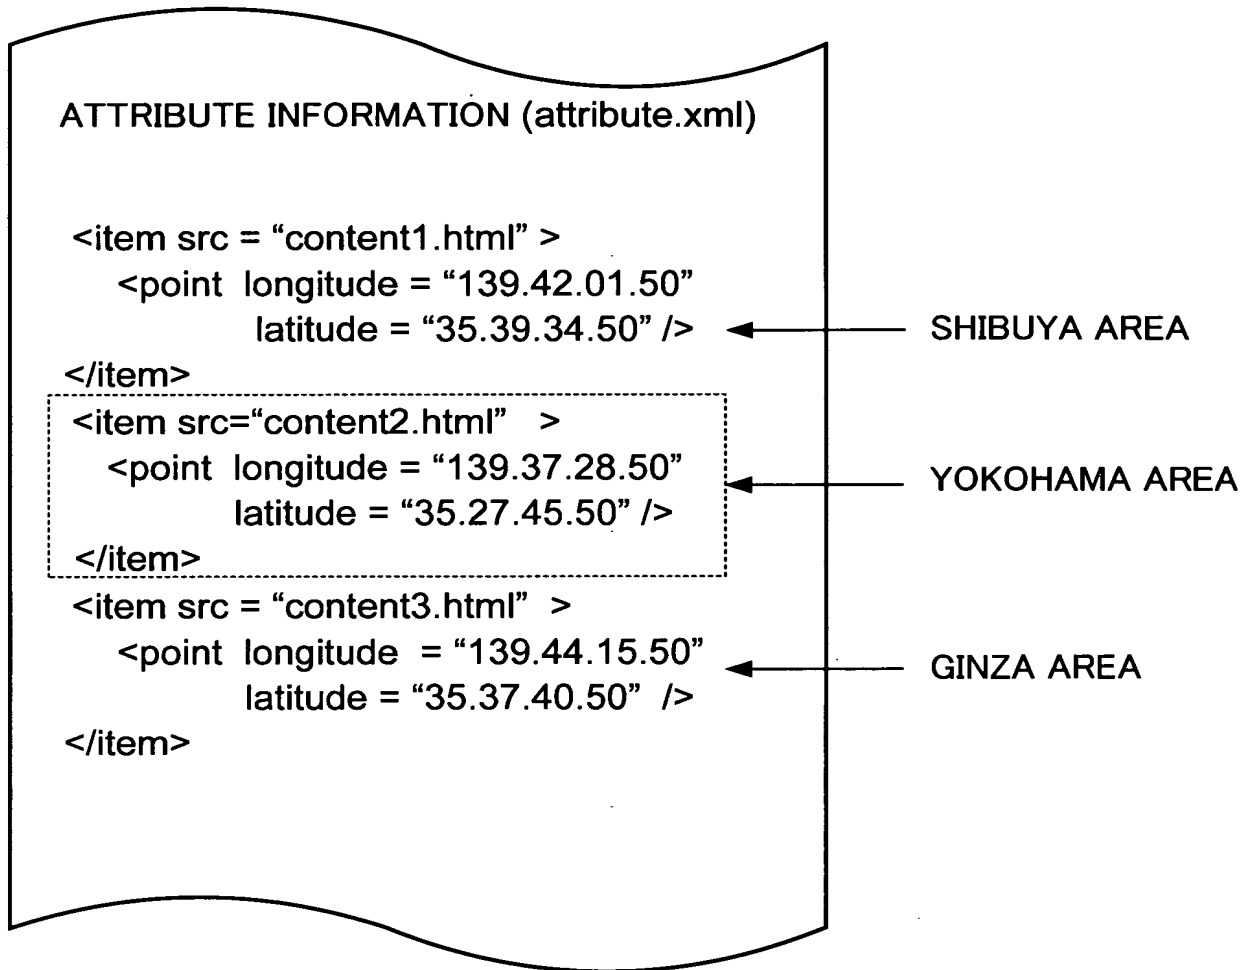 ATTRIBUTE INFORMATION (attribute.xml)
<item src = “content1.html” >
<point longitude = “139.42.01.50”
latitude = “35.39.34.50” />
SHIBUYA AREA
</item>
<item src=“content2.html” >
<point longitude = “139.37.28.50”
YOKOHAMA AREA
latitude = “35.27.45.50” />
</item>
<item src = “content3.html” >
<point longitude = “139.44.15.50”
GINZA AREA
latitude = “35.37.40.50” />
</item>